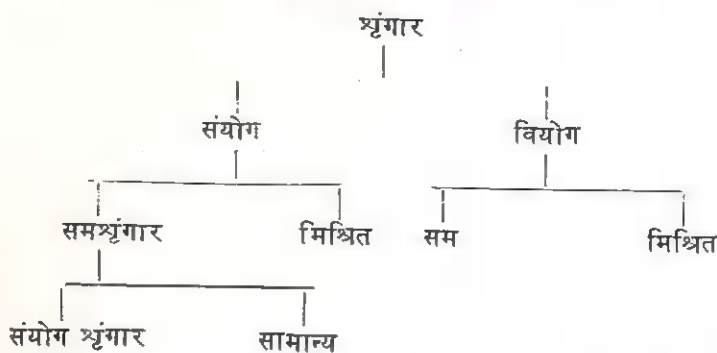 शृंगार
संयोग वियोग
समशृंगार मिश्रित सम मिश्रित
संयोग शृंगार सामान्य